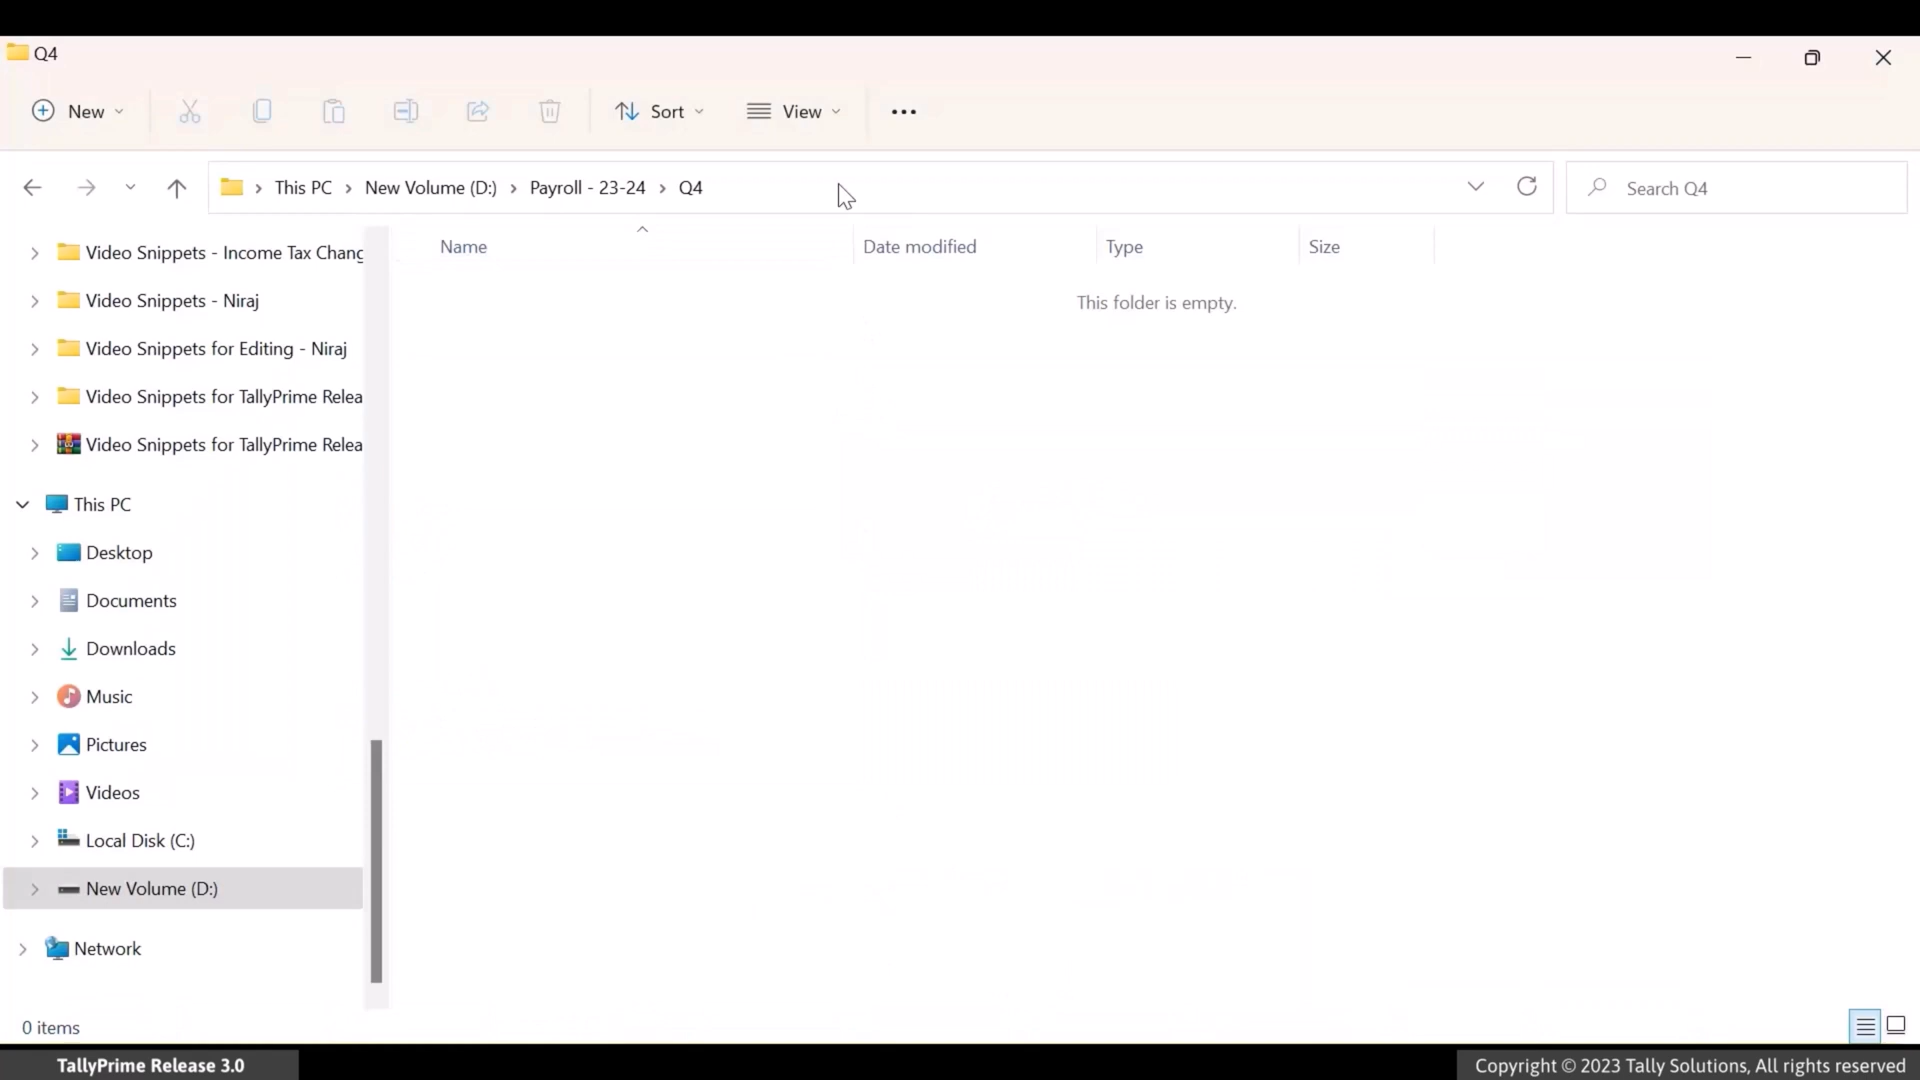 Q4
New
Sort
View
This PC
New Volume (D:)
Payroll - 23-24
Q4
Search Q4
Name
Date modified
Type
Size
This folder is empty.
Video Snippets - Income Tax Chang
Video Snippets - Niraj
Video Snippets for Editing - Niraj
Video Snippets for TallyPrime Relea
Video Snippets for TallyPrime Relea
This PC
Desktop
Documents
Downloads
Music
Pictures
Videos
Local Disk (C:)
New Volume (D:)
Network
0 items
TallyPrime Release 3.0
Copyright © 2023 Tally Solutions, All rights reserved